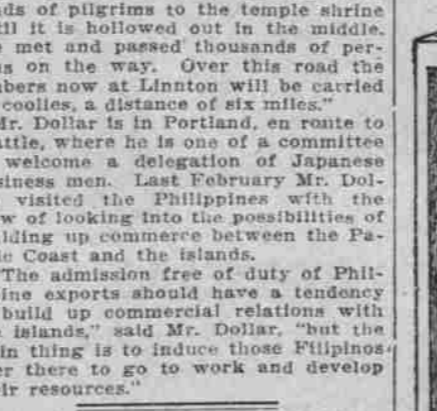 ds of pilgrims to the temple shrine
til it is hollowed out in the middle.
e met and passed thousands of per-
ns on the way. Over this road the
nbers now at Linnton will be carried
coolies, a distance of six miles."
Mr. Dollar is in Portland, en route to
attle, where he is one of a committee
welcome a delegation of Japanese
siness men. Last February Mr. Dol-
visited the Philippines with the
w of looking into the possibilities of
lding up commerce between the Pa-
ic Coast and the islands.
"The admission free of duty of Phil-
ine exports should have a tendency
build up commercial relations with
e islands," said Mr. Dollar, "but the
in thing is to induce those Filipinos
er there to go to work and develop
eir resources."